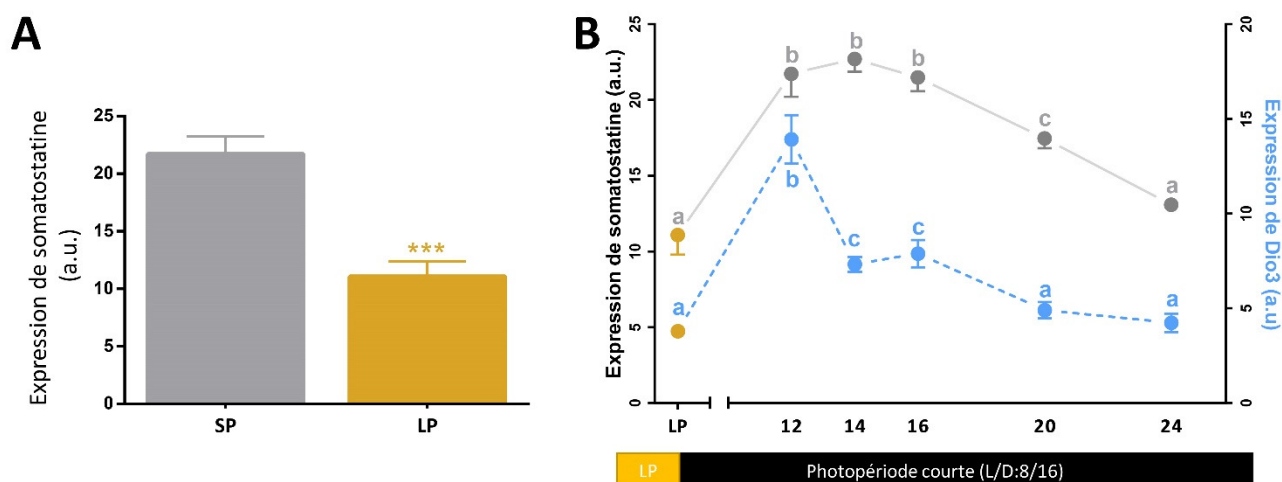 A
Expression de somatostatine
(a.u.)
25
20
15
10
5
0
***
SP
LP
B
Expression de somatostatine (a.u.)
25
20
15
10
5
0
a
b
b
b
c
a
a
b
c
c
a
a
20
15
10
5
0
Expression de Dio3 (a.u)
LP
12
14
16
20
24
LP
Photopériode courte (L/D:8/16)